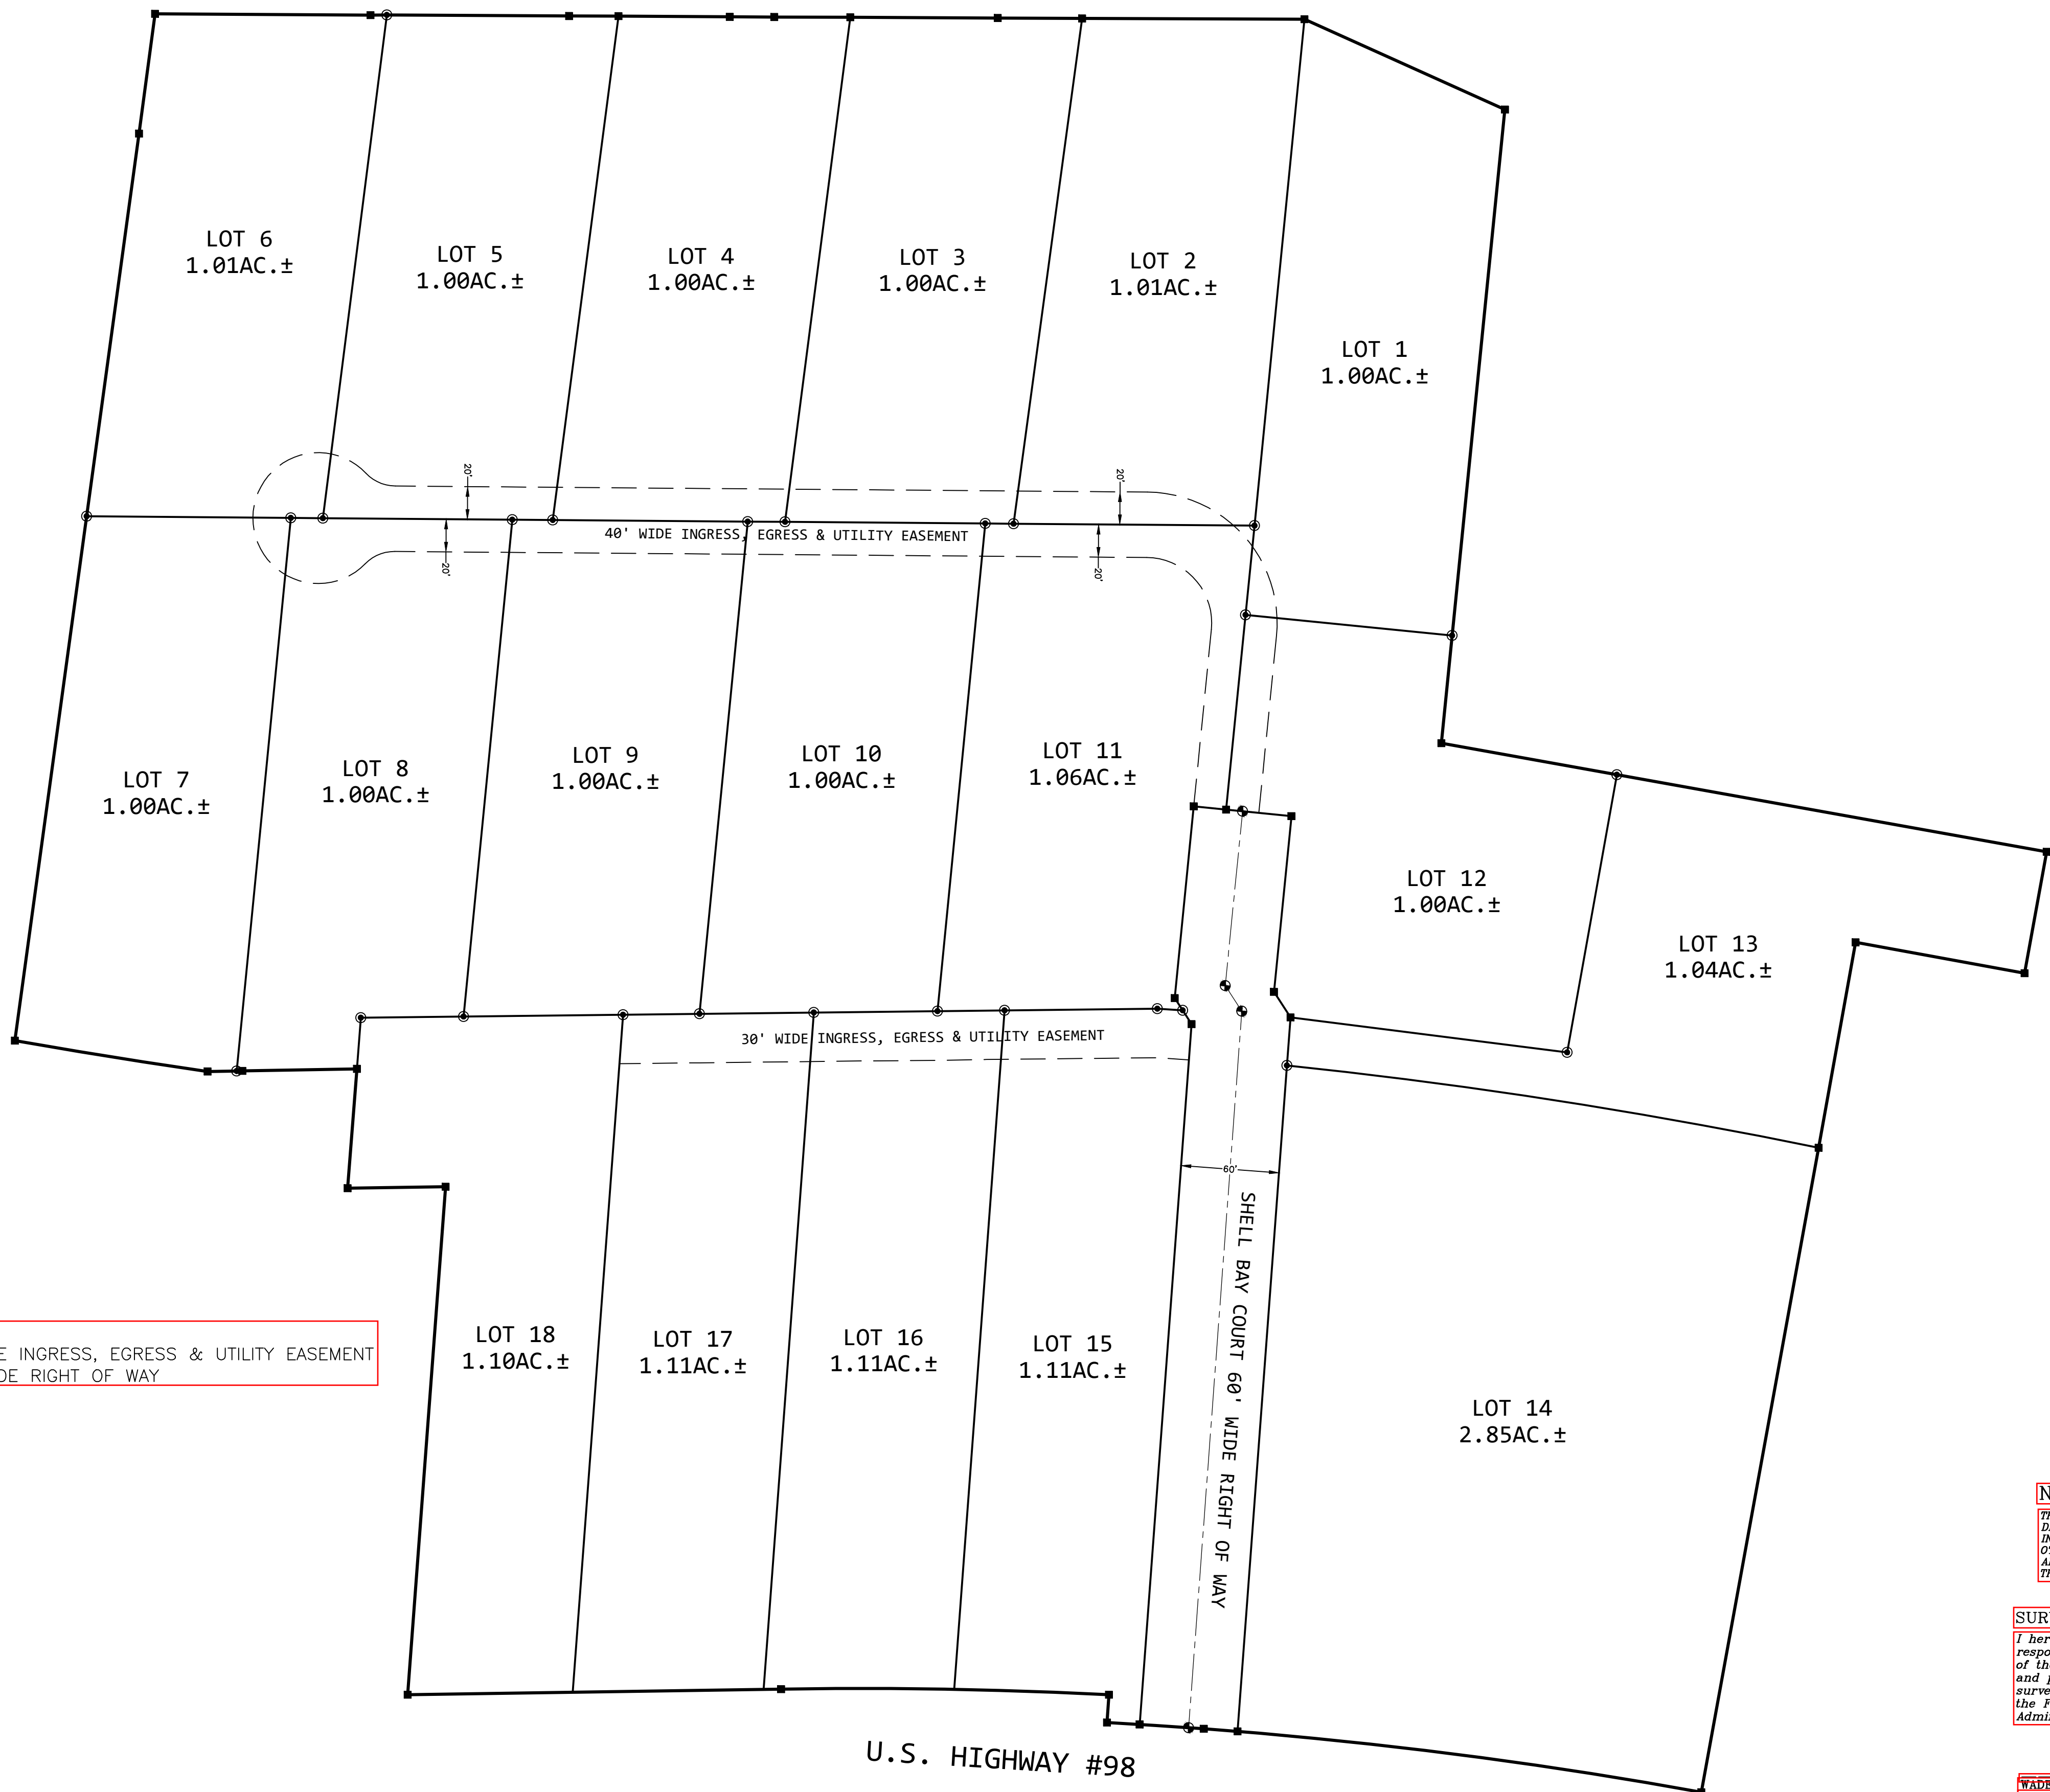 LOT 6
1.01AC.±
LOT 5
1.00AC.±
LOT 4
1.00AC.±
LOT 3
1.00AC.±
LOT 2
1.01AC.±
LOT 1
1.00AC.±
20'
20'
20'
20'
40' WIDE INGRESS, EGRESS & UTILITY EASEMENT
LOT 7
1.00AC.±
LOT 8
1.00AC.±
LOT 9
1.00AC.±
LOT 10
1.00AC.±
LOT 11
1.06AC.±
LOT 12
1.00AC.±
LOT 13
1.04AC.±
30' WIDE INGRESS, EGRESS & UTILITY EASEMENT
60'
SHELL BAY COURT 60' WIDE RIGHT OF WAY
LOT 18
1.10AC.±
LOT 17
1.11AC.±
LOT 16
1.11AC.±
LOT 15
1.11AC.±
LOT 14
2.85AC.±
INGRESS, EGRESS & UTILITY EASEMENT
RIGHT OF WAY
U.S. HIGHWAY #98
I
of
and
the